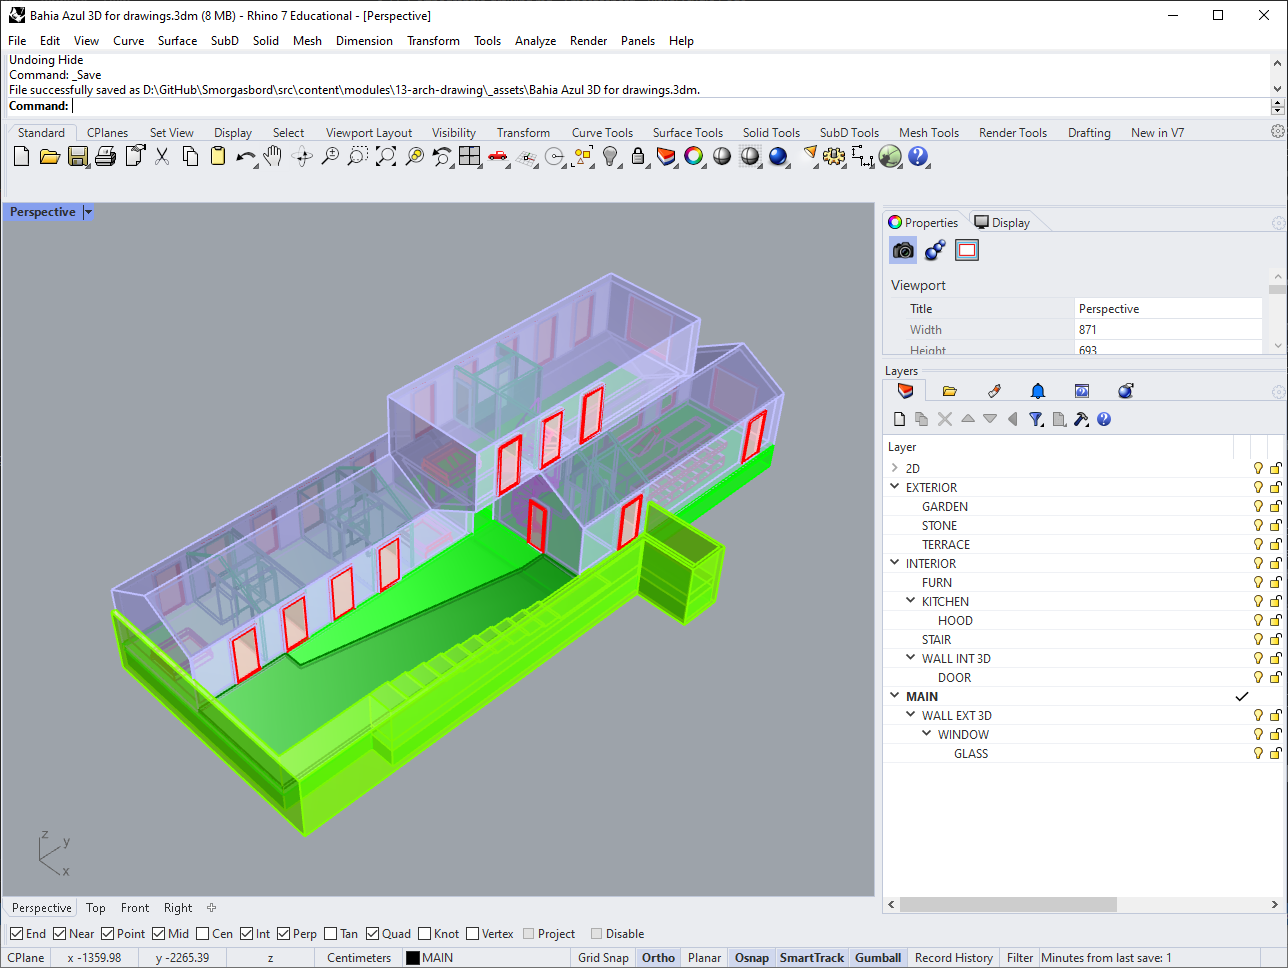 Bahia Azul 3D for drawings.3dm (8 MB) - Rhino 7 Educational - [Perspective]
File Edit View Curve Surface SubD Solid Mesh Dimension Transform Tools Analyze Render Panels Help
Undoing Hide
Command: _Save
File successfully saved as D:\GitHub\Smorgasbord\src\content\modules\13-arch-drawing\_assets\Bahia Azul 3D for drawings.3dm.
Command:
Standard CPlanes Set View Display Select Viewport Layout Visibility Transform Curve Tools Surface Tools Solid Tools SubD Tools Mesh Tools Render Tools Drafting New in V7
Perspective
Properties Display
Viewport
Title Perspective
Width 871
Height 693
Layers
Layer
2D
EXTERIOR
GARDEN
STONE
TERRACE
INTERIOR
FURN
KITCHEN
HOOD
STAIR
WALL INT 3D
DOOR
MAIN
WALL EXT 3D
WINDOW
GLASS
z
y
x
Perspective Top Front Right
End Near Point Mid Cen Int Perp Tan Quad Knot Vertex Project Disable
CPlane x -1359.98 y -2265.39 z Centimeters MAIN Grid Snap Ortho Planar Osnap SmartTrack Gumball Record History Filter Minutes from last save: 1